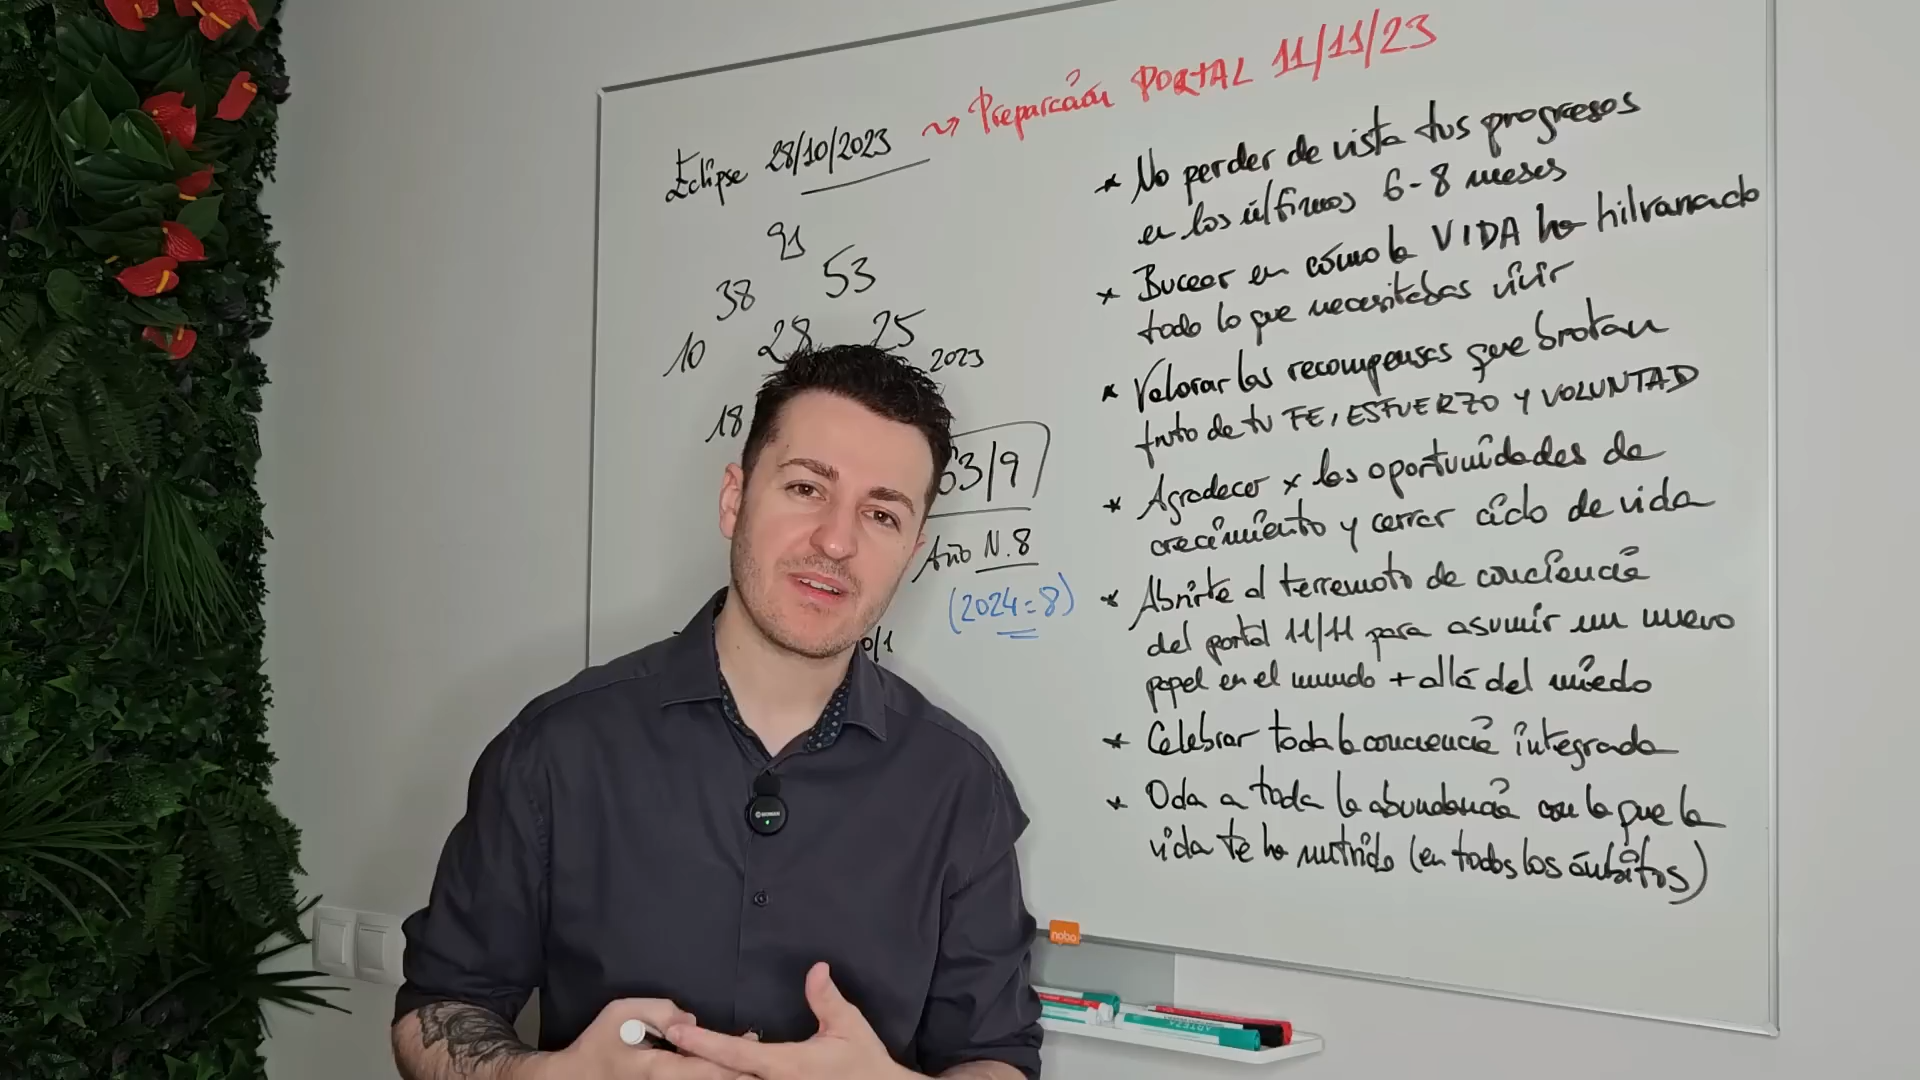 Eclipse 28/10/2023 ~> Preparación PORTAL 11/11/23
91
38 53
10 28 25
2023
18
63/9
Año N.8
(2024=8)
0/1
* No perder de vista tus progresos
en los últimos 6-8 meses
* Bucear en cómo la VIDA ha hilvanado
todo lo que necesitabas vivir
* Valorar las recompensas que brotan
fruto de tu FE, ESFUERZO Y VOLUNTAD
* Agradecer x las oportunidades de
crecimiento y cerrar ciclo de vida
* Abrirte al terremoto de conciencia
del portal 11/11 para asumir un nuevo
papel en el mundo + allá del miedo
* Celebrar toda la conciencia integrada
* Oda a toda la abundancia con la que la
vida te ha nutrido (en todos los ámbitos)
nobo
ARTEZA